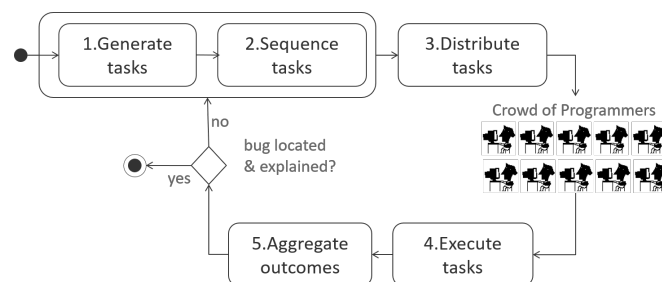 1.Generate
tasks
2.Sequence
tasks
3.Distribute
tasks
Crowd of Programmers
no
bug located
& explained?
yes
5.Aggregate
outcomes
4.Execute
tasks